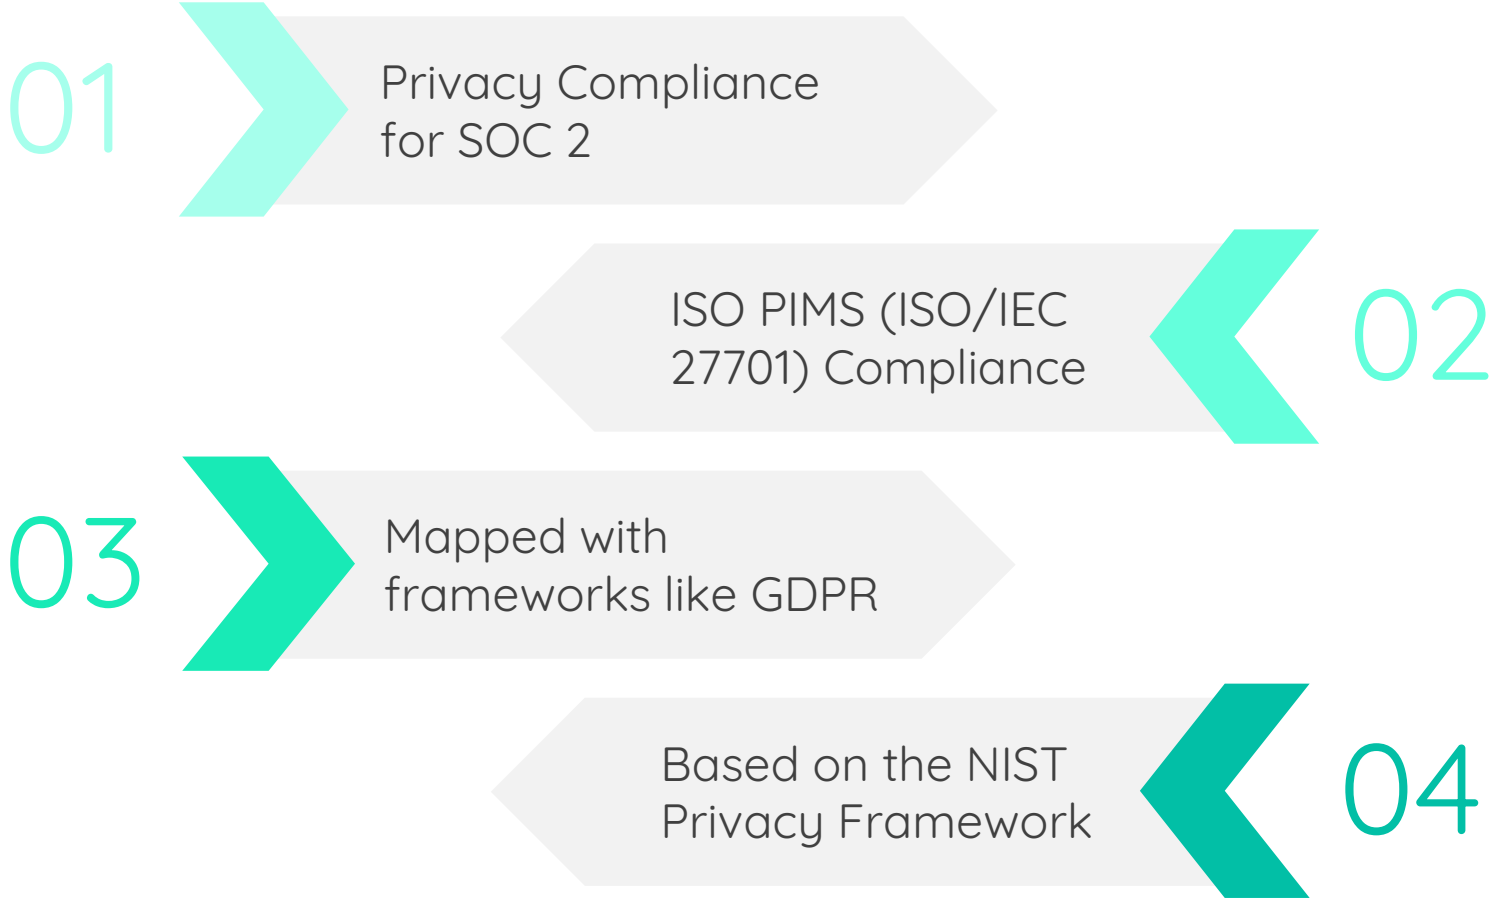 01
Privacy Compliance
for SOC 2
ISO PIMS (ISO/IEC
27701) Compliance
02
03
Mapped with
frameworks like GDPR
Based on the NIST
Privacy Framework
04